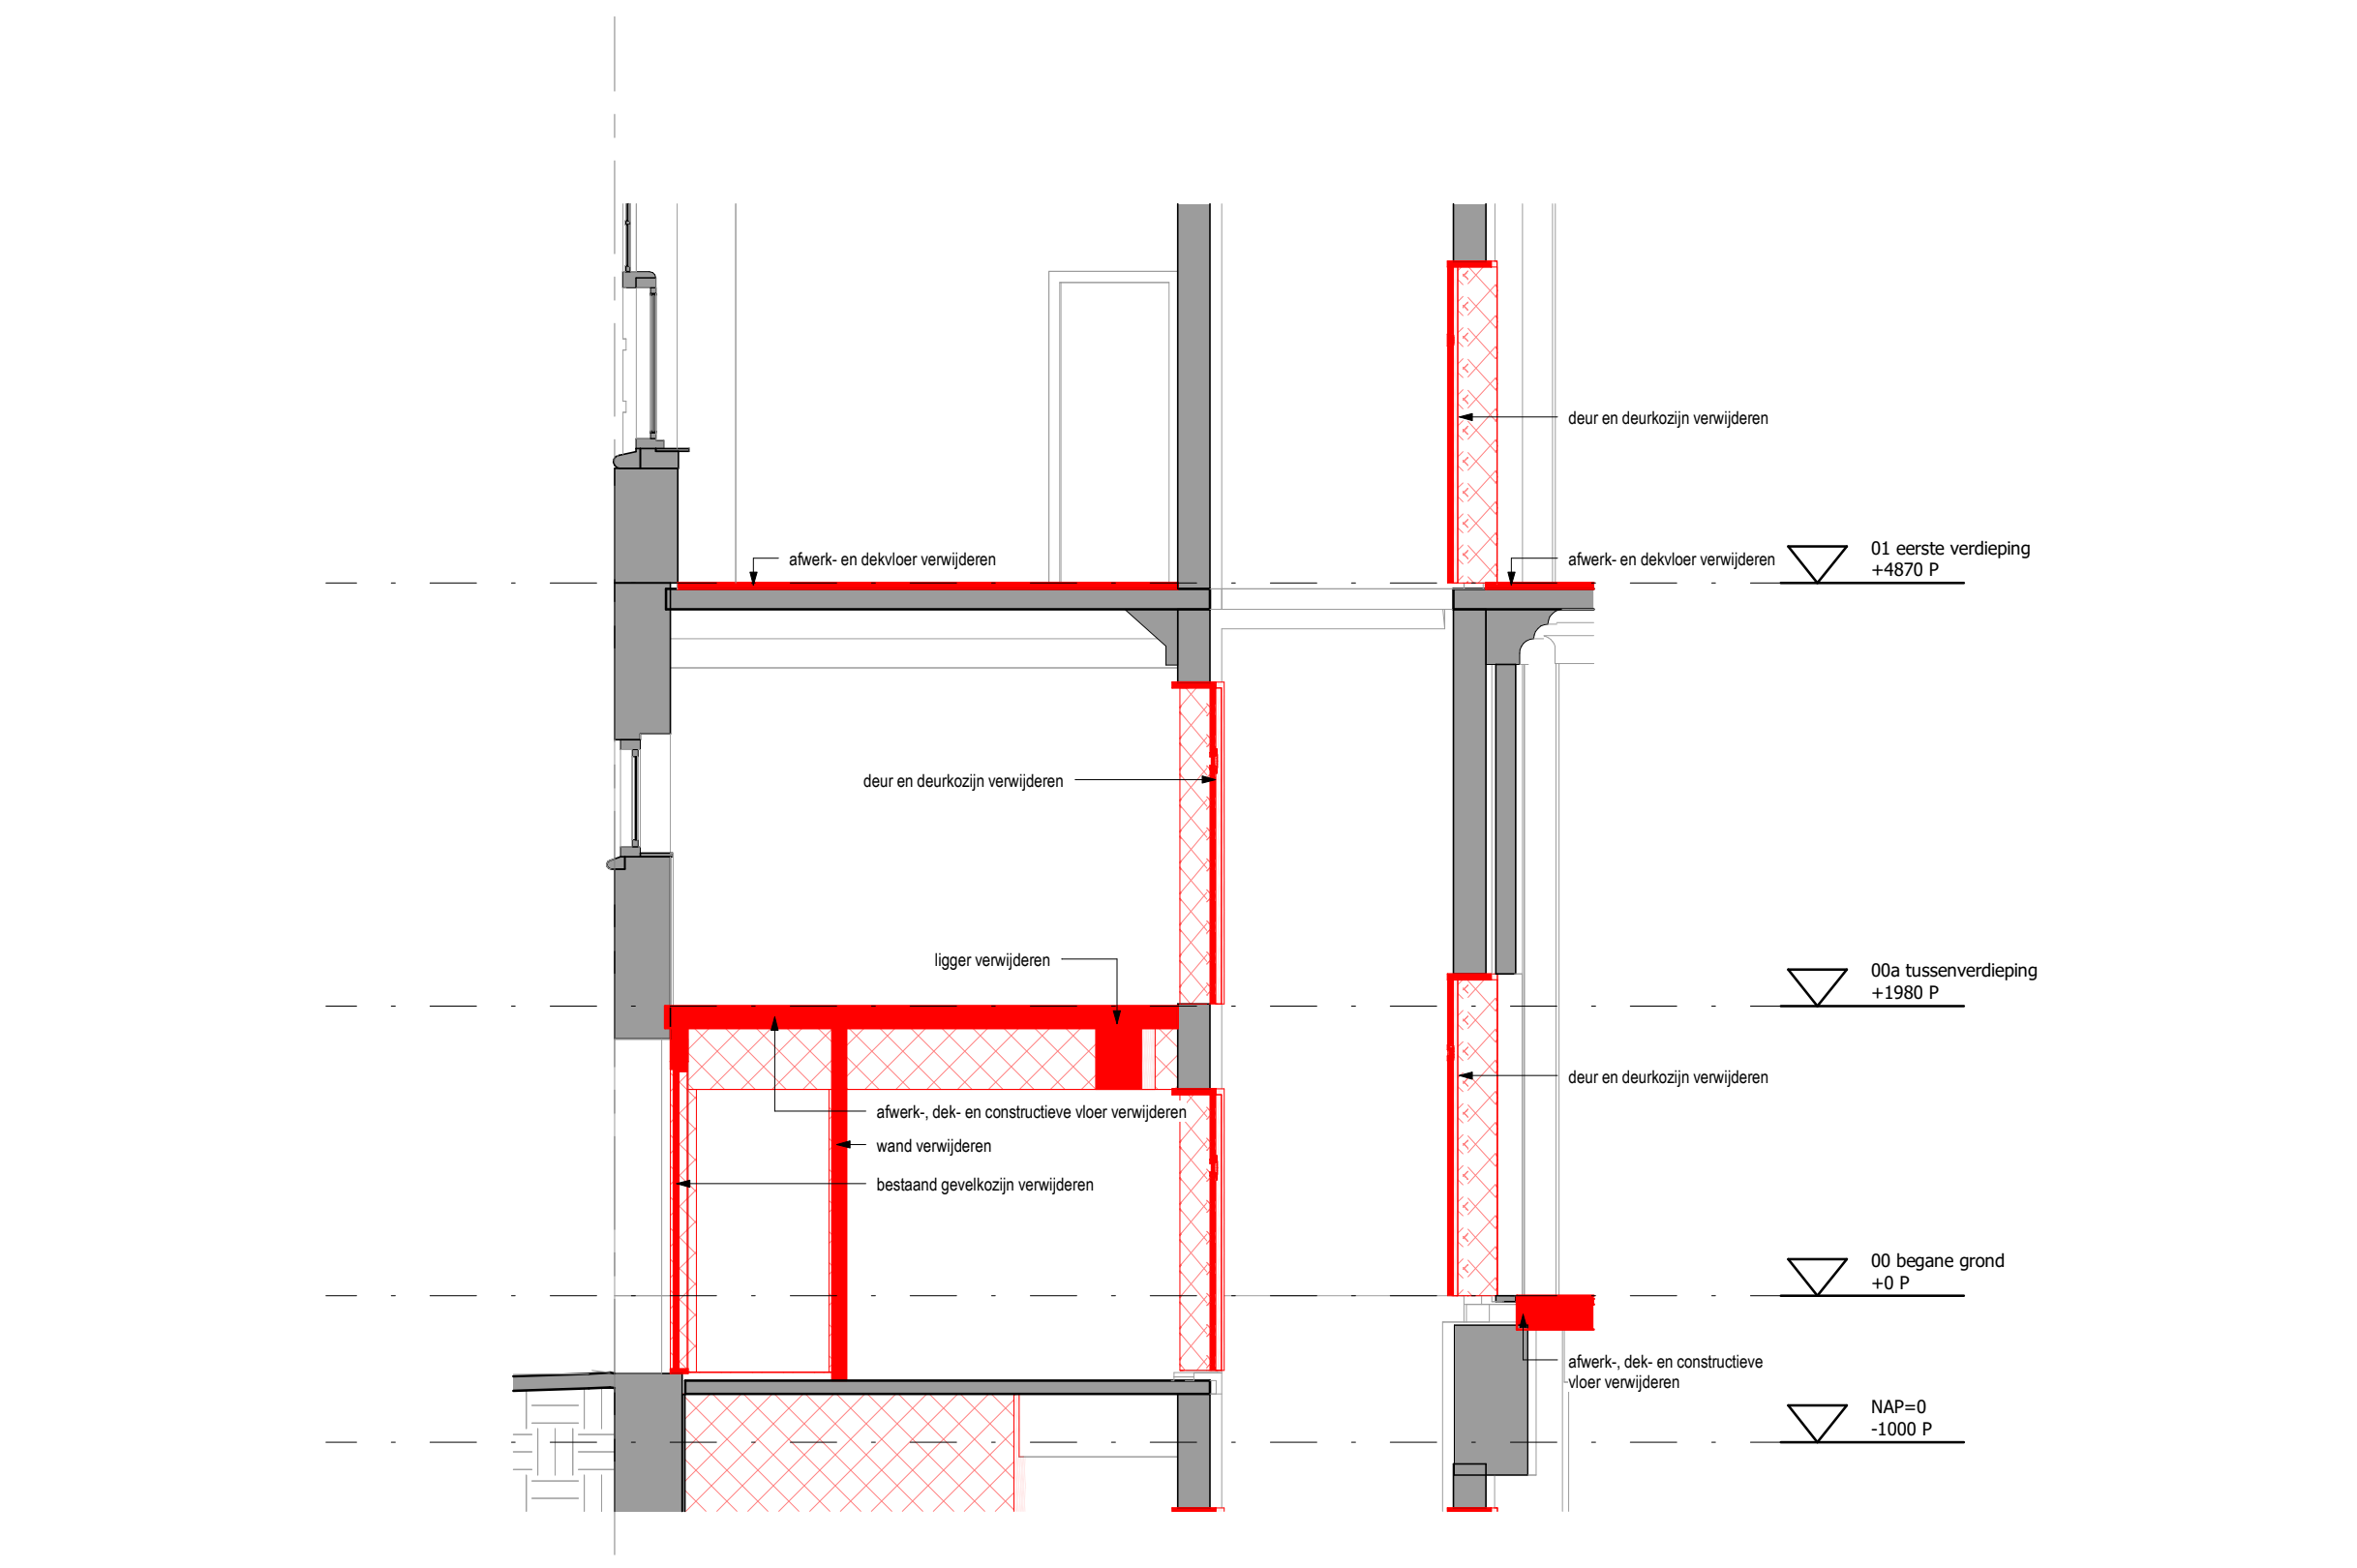 deur en deurkozijn verwijderen
afwerk- en dekvloer verwijderen
afwerk- en dekvloer verwijderen
01 eerste verdieping
+4870 P
deur en deurkozijn verwijderen
ligger verwijderen
00a tussenverdieping
+1980 P
deur en deurkozijn verwijderen
afwerk-, dek- en constructieve vloer verwijderen
wand verwijderen
bestaand gevelkozijn verwijderen
00 begane grond
+0 P
afwerk-, dek- en constructieve
vloer verwijderen
NAP=0
-1000 P